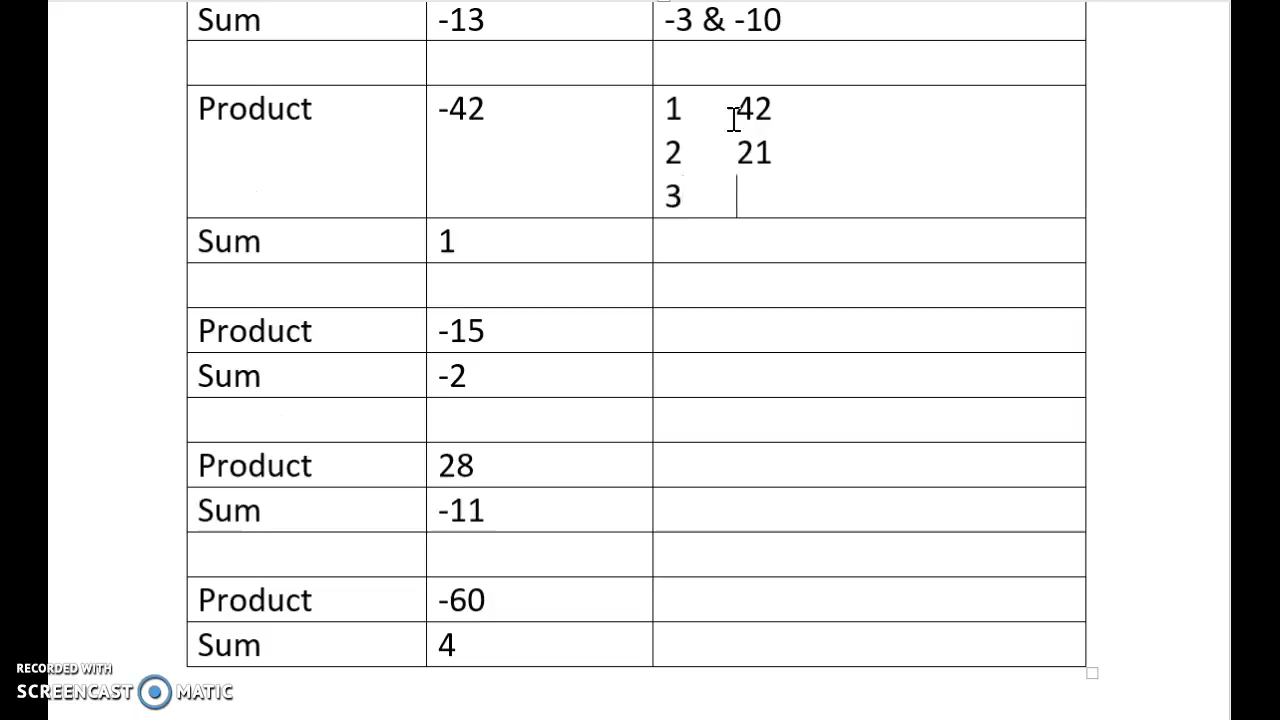 Sum -13 -3 & -10
Product -42 1 42
2 21
3
Sum 1
Product -15
Sum -2
Product 28
Sum -11
Product -60
Sum 4
RECORDED WITH
SCREENCAST MATIC